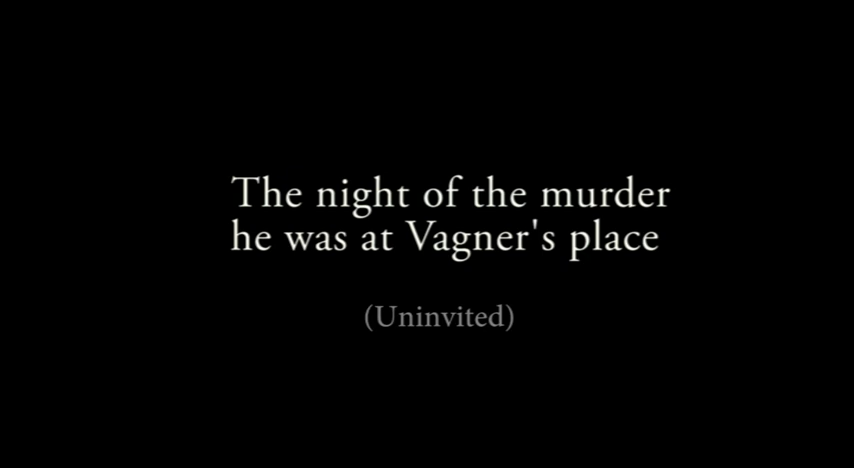 The night of the murder
he was at Vagner's place
(Uninvited)